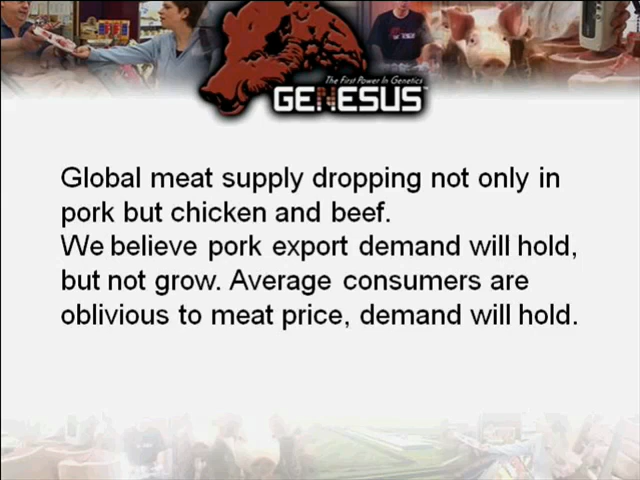 The First Power In Genetics
GENESUS™
Global meat supply dropping not only in
pork but chicken and beef.
We believe pork export demand will hold,
but not grow. Average consumers are
oblivious to meat price, demand will hold.